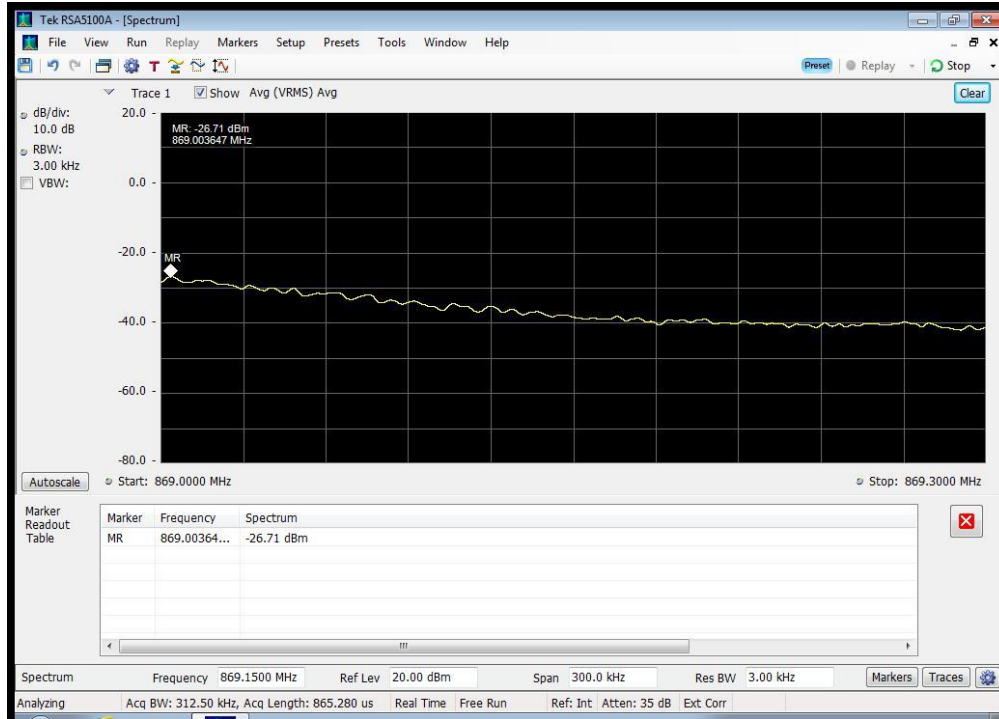 Tek RSA5100A - [Spectrum]
File View Run Replay Markers Setup Presets Tools Window Help
T Preset Replay Stop
Trace 1 Show Avg (VRMS) Avg Clear
dB/div:
10.0 dB
RBW:
3.00 kHz
VBW:
20.0
0.0
-20.0
-40.0
-60.0
-80.0
MR: -26.71 dBm
869.003647 MHz
MR
Autoscale Start: 869.0000 MHz Stop: 869.3000 MHz
Marker
Readout
Table
Marker Frequency Spectrum
MR 869.00364... -26.71 dBm
Spectrum Frequency 869.1500 MHz Ref Lev 20.00 dBm Span 300.0 kHz Res BW 3.00 kHz Markers Traces
Analyzing Acq BW: 312.50 kHz, Acq Length: 865.280 us Real Time Free Run Ref: Int Atten: 35 dB Ext Corr